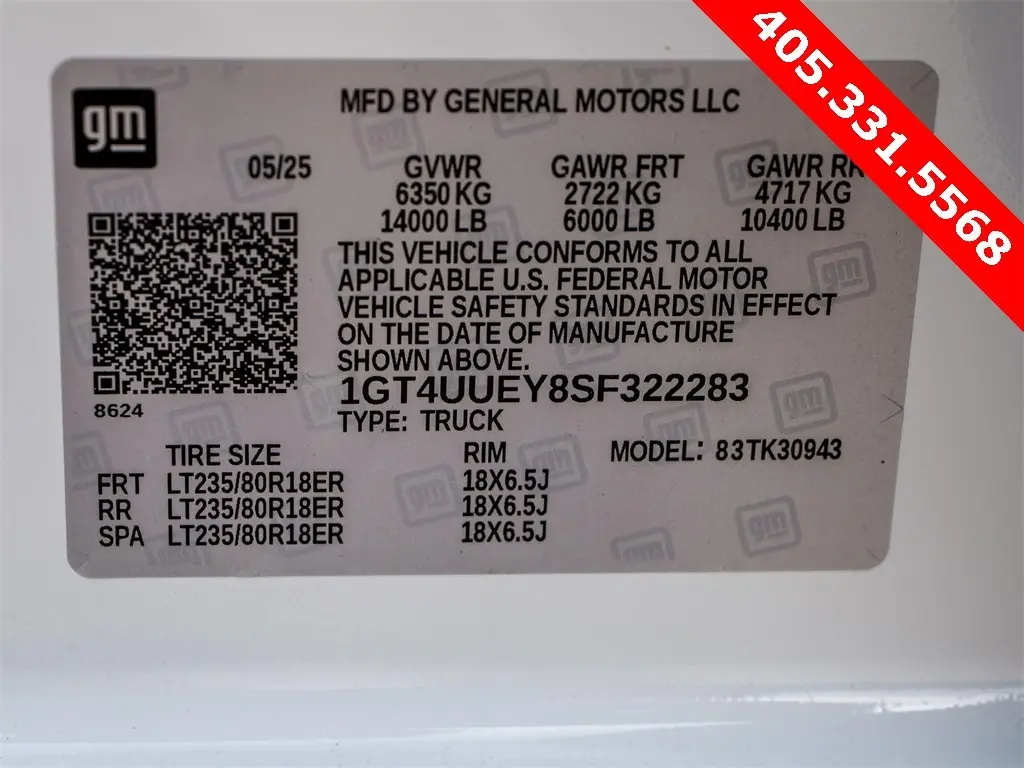 405.331.5568
gm
MFD BY GENERAL MOTORS LLC
05/25 GVWR GAWR FRT GAWR RR
6350 KG 2722 KG 4717 KG
14000 LB 6000 LB 10400 LB
THIS VEHICLE CONFORMS TO ALL
APPLICABLE U.S. FEDERAL MOTOR
VEHICLE SAFETY STANDARDS IN EFFECT
ON THE DATE OF MANUFACTURE
SHOWN ABOVE.
1GT4UUEY8SF322283
8624
TYPE: TRUCK
TIRE SIZE RIM MODEL: 83TK30943
FRT LT235/80R18ER 18X6.5J
RR LT235/80R18ER 18X6.5J
SPA LT235/80R18ER 18X6.5J